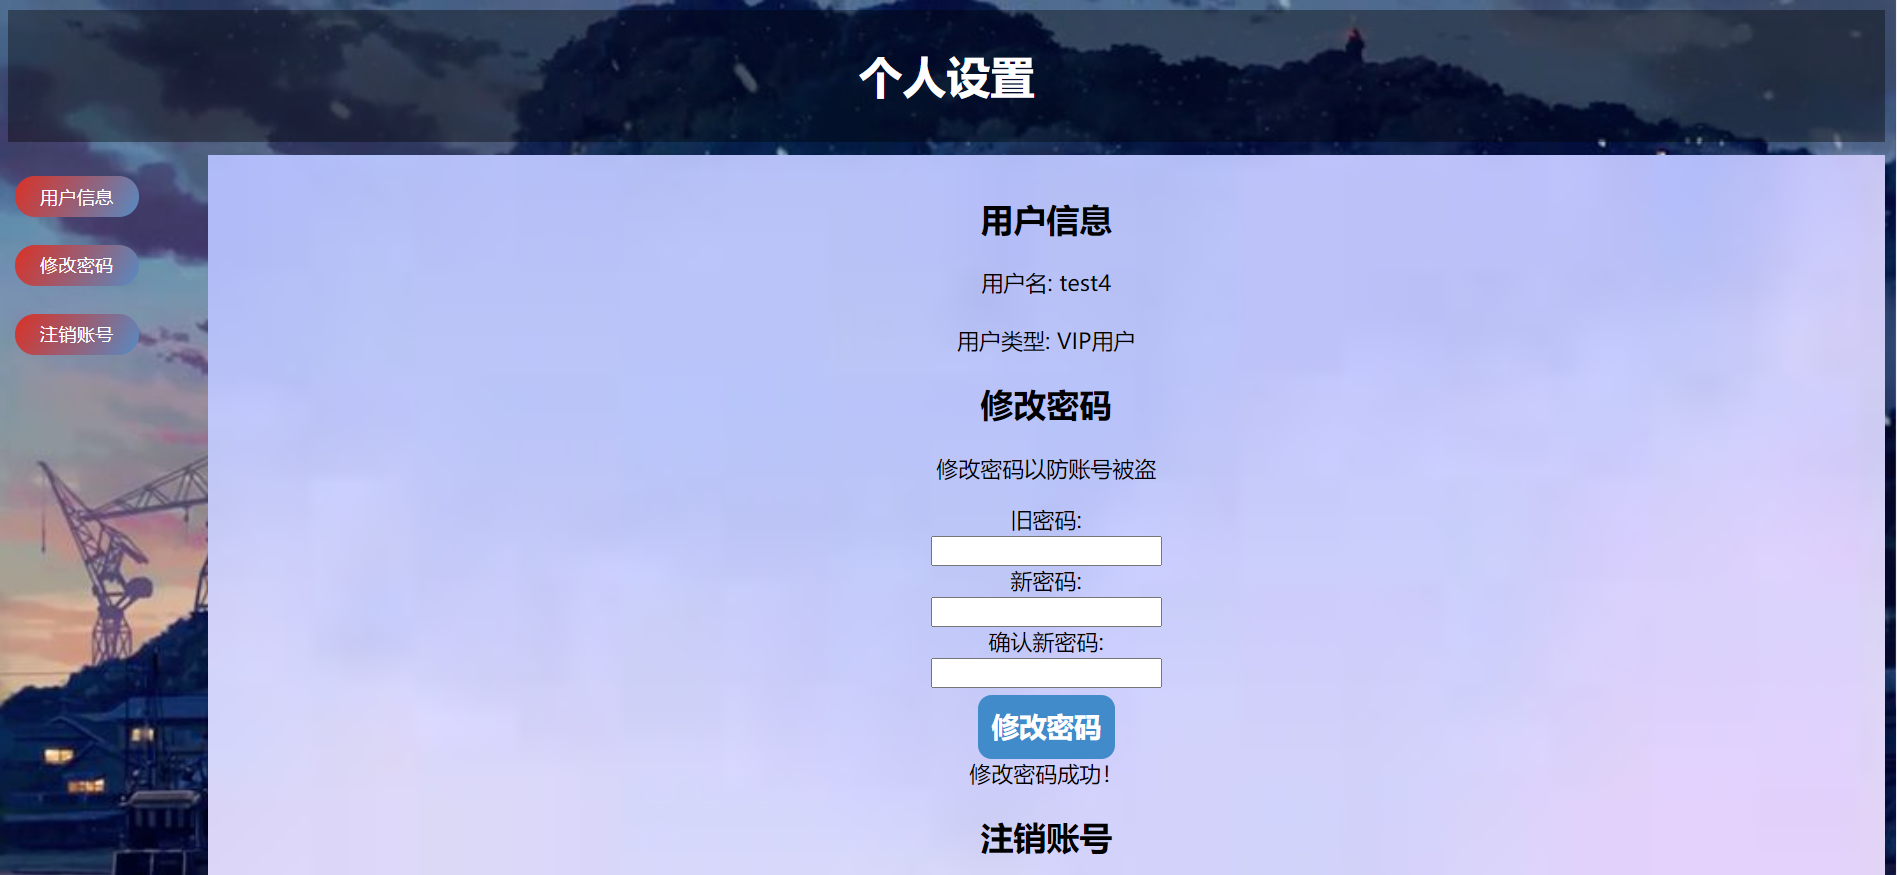 个人设置
用户信息
修改密码
注销账号
用户信息
用户名: test4
用户类型: VIP用户
修改密码
修改密码以防账号被盗
旧密码:
新密码:
确认新密码:
修改密码
修改密码成功！
注销账号